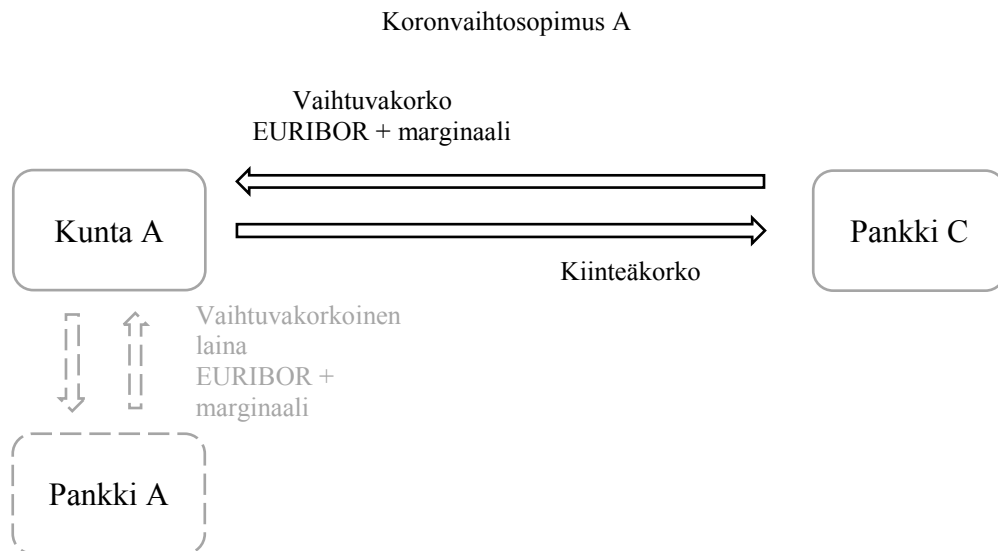 Koronvaihtosopimus A
Vaihtuvakorko
EURIBOR + marginaali
Kunta A
Pankki C
Kiinteäkorko
Vaihtuvakorkoinen
laina
EURIBOR +
marginaali
Pankki A